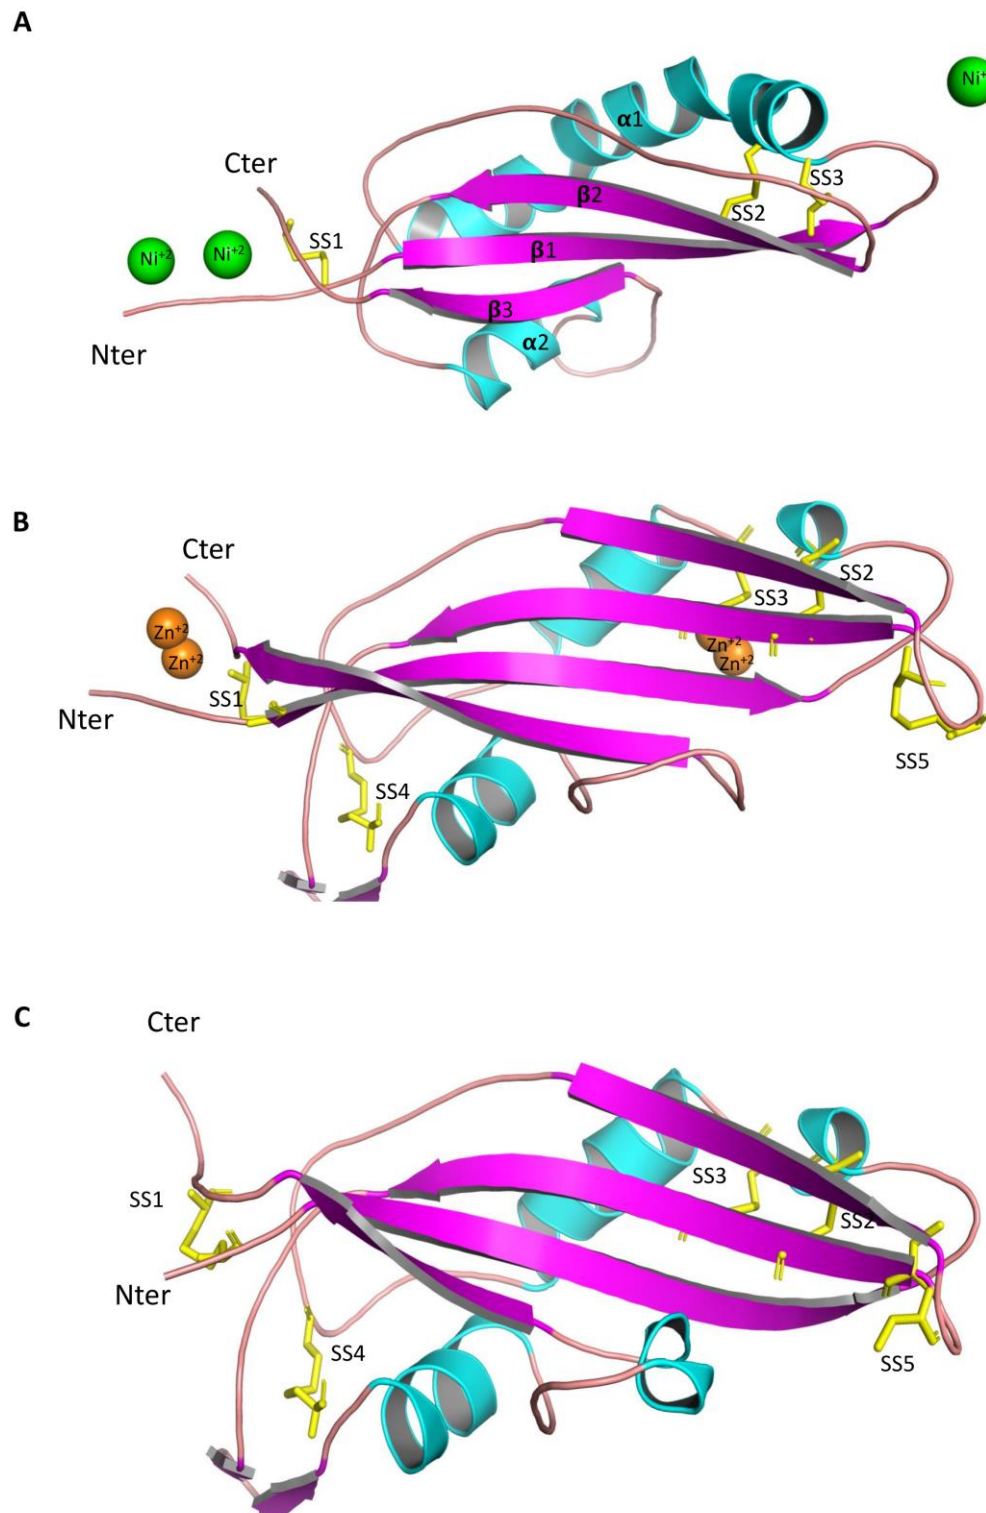 A
Ni+2
α1
Cter
SS3
β2
SS2
SS1
Ni+2 Ni+2
β1
β3
α2
Nter
B
Cter
SS2
SS3
Zn+2
Zn+2
Zn+2
Zn+2
SS1
Nter
SS5
SS4
C
Cter
SS3
SS1
SS2
Nter
SS4
SS5